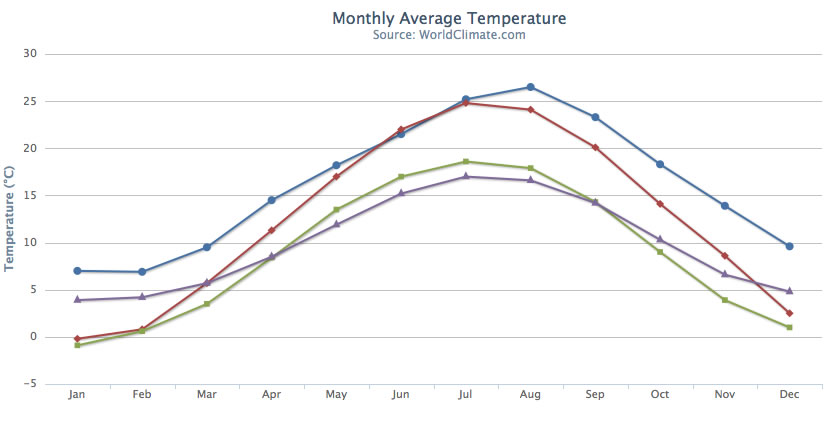 Monthly Average Temperature
Source: WorldClimate.com
Temperature (°C)
30
25
20
15
10
5
0
−5
Jan Feb Mar Apr May Jun Jul Aug Sep Oct Nov Dec